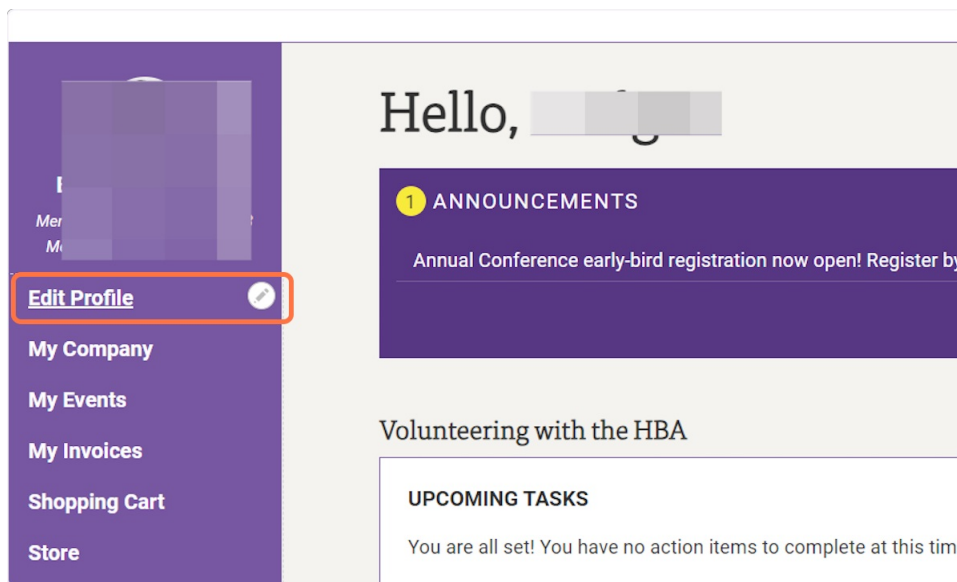 Hello,
1 ANNOUNCEMENTS
Annual Conference early-bird registration now open! Register by
Edit Profile
My Company
My Events
My Invoices
Shopping Cart
Store
Volunteering with the HBA
UPCOMING TASKS
You are all set! You have no action items to complete at this